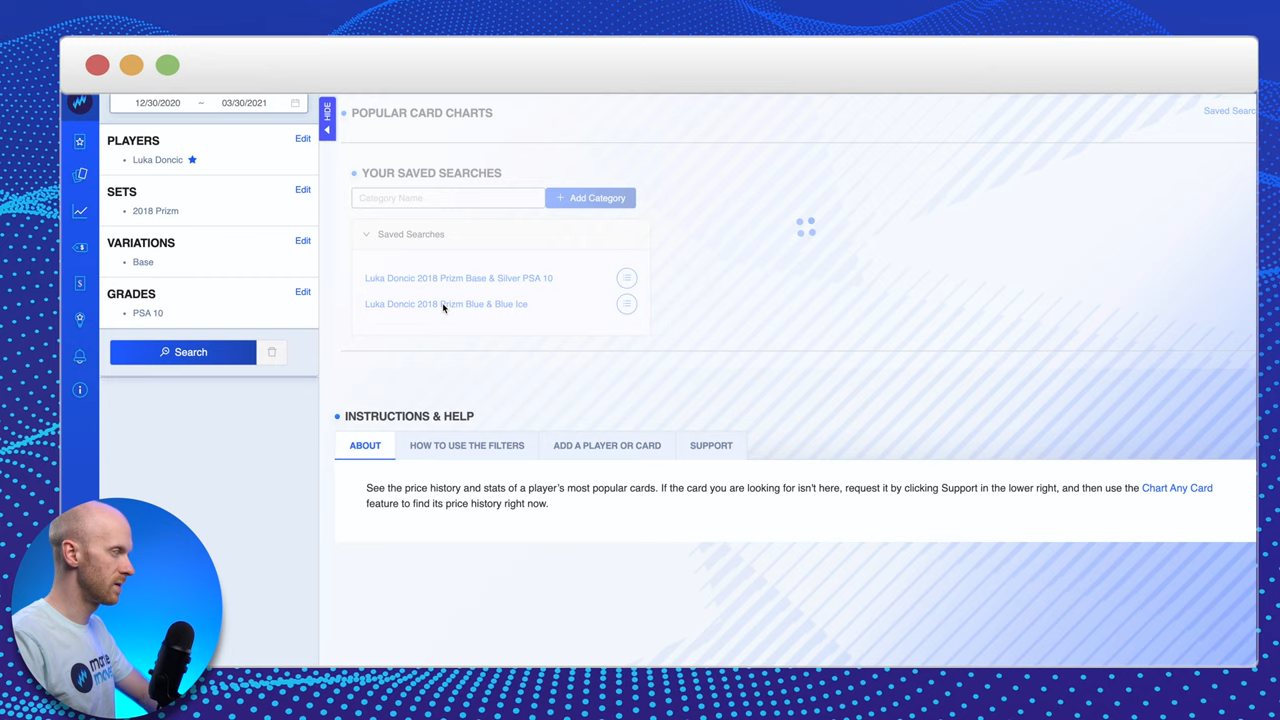 12/30/2020 – 03/30/2021
PLAYERS
Edit
• Luka Doncic
SETS
Edit
• 2018 Prizm
VARIATIONS
Edit
• Base
GRADES
Edit
• PSA 10
Search
HIDE
POPULAR CARD CHARTS
YOUR SAVED SEARCHES
Category Name
+ Add Category
Saved Searches
Luka Doncic 2018 Prizm Base & Silver PSA 10
Luka Doncic 2018 Prizm Blue & Blue Ice
INSTRUCTIONS & HELP
ABOUT
HOW TO USE THE FILTERS
ADD A PLAYER OR CARD
SUPPORT
See the price history and stats of a player's most popular cards. If the card you are looking for isn't here, request it by clicking Support in the lower right, and then use the Chart Any Card
feature to find its price history right now.